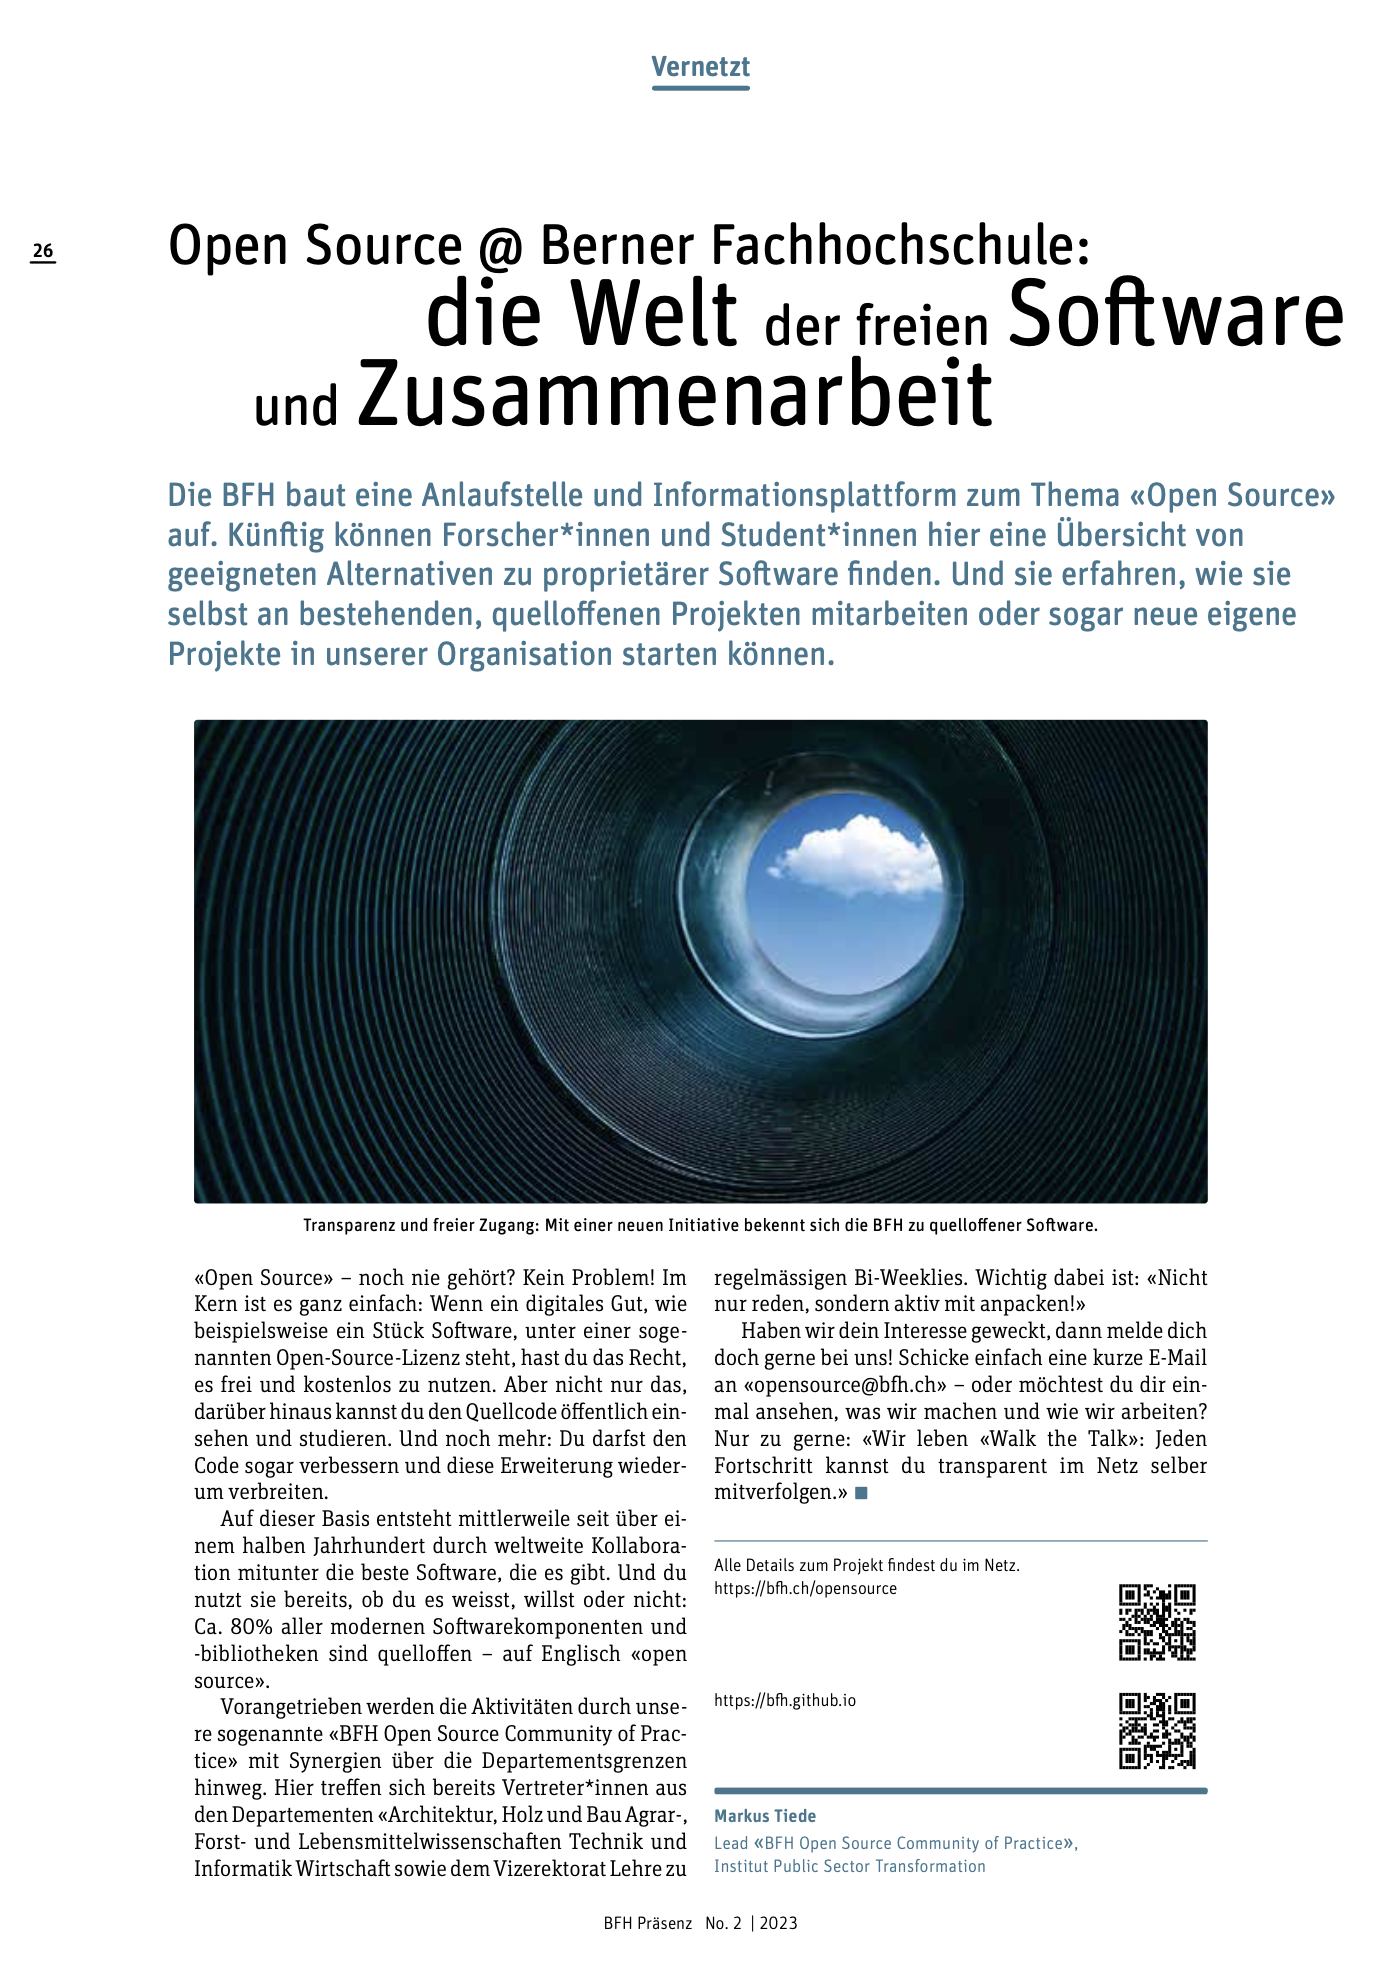 Vernetzt
26
Open Source @ Berner Fachhochschule:
die Welt der freien Software
und Zusammenarbeit
Die BFH baut eine Anlaufstelle und Informationsplattform zum Thema «Open Source»
auf. Künftig können Forscher*innen und Student*innen hier eine Übersicht von
geeigneten Alternativen zu proprietärer Software finden. Und sie erfahren, wie sie
selbst an bestehenden, quelloffenen Projekten mitarbeiten oder sogar neue eigene
Projekte in unserer Organisation starten können.
Transparenz und freier Zugang: Mit einer neuen Initiative bekennt sich die BFH zu quelloffener Software.
«Open Source» – noch nie gehört? Kein Problem! Im
Kern ist es ganz einfach: Wenn ein digitales Gut, wie
beispielsweise ein Stück Software, unter einer soge-
nannten Open-Source-Lizenz steht, hast du das Recht,
es frei und kostenlos zu nutzen. Aber nicht nur das,
darüber hinaus kannst du den Quellcode öffentlich ein-
sehen und studieren. Und noch mehr: Du darfst den
Code sogar verbessern und diese Erweiterung wieder-
um verbreiten.
Auf dieser Basis entsteht mittlerweile seit über ei-
nem halben Jahrhundert durch weltweite Kollabora-
tion mitunter die beste Software, die es gibt. Und du
nutzt sie bereits, ob du es weisst, willst oder nicht:
Ca. 80% aller modernen Softwarekomponenten und
-bibliotheken sind quelloffen – auf Englisch «open
source».
Vorangetrieben werden die Aktivitäten durch unse-
re sogenannte «BFH Open Source Community of Prac-
tice» mit Synergien über die Departementsgrenzen
hinweg. Hier treffen sich bereits Vertreter*innen aus
den Departementen «Architektur, Holz und Bau Agrar-,
Forst- und Lebensmittelwissenschaften Technik und
Informatik Wirtschaft sowie dem Vizerektorat Lehre zu
regelmässigen Bi-Weeklies. Wichtig dabei ist: «Nicht
nur reden, sondern aktiv mit anpacken!»
Haben wir dein Interesse geweckt, dann melde dich
doch gerne bei uns! Schicke einfach eine kurze E-Mail
an «opensource@bfh.ch» – oder möchtest du dir ein-
mal ansehen, was wir machen und wie wir arbeiten?
Nur zu gerne: «Wir leben «Walk the Talk»: Jeden
Fortschritt kannst du transparent im Netz selber
mitverfolgen.» ■
Alle Details zum Projekt findest du im Netz.
https://bfh.ch/opensource
https://bfh.github.io
Markus Tiede
Lead «BFH Open Source Community of Practice»,
Institut Public Sector Transformation
BFH Präsenz No. 2 | 2023